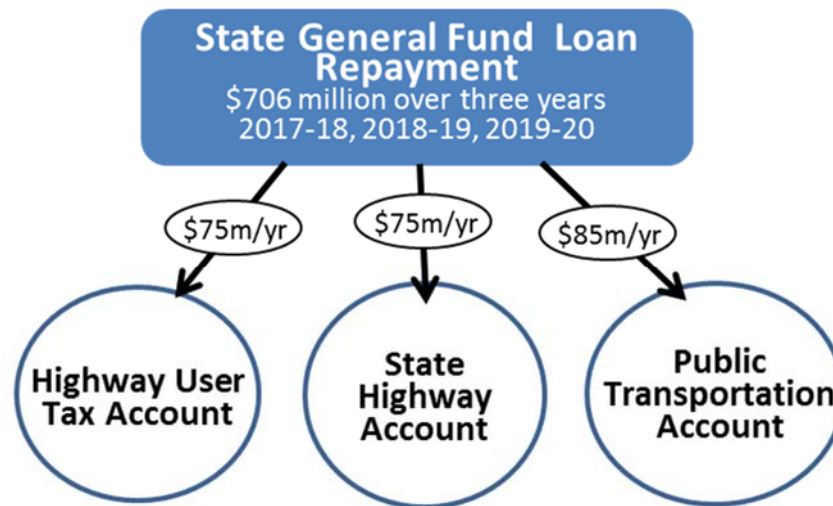 State General Fund Loan
Repayment
$706 million over three years
2017-18, 2018-19, 2019-20
$75m/yr
$75m/yr
$85m/yr
Highway User
Tax Account
State
Highway
Account
Public
Transportation
Account